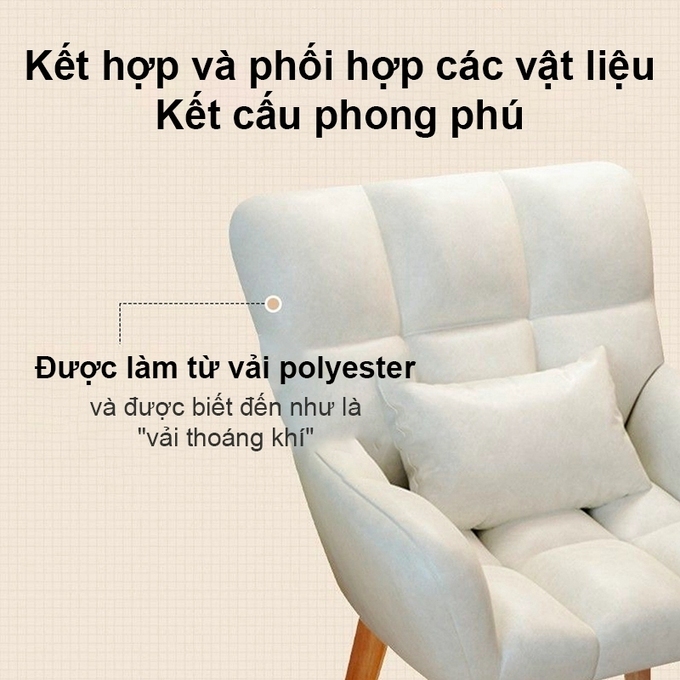 Kết hợp và phối hợp các vật liệu
Kết cấu phong phú
Được làm từ vải polyester
và được biết đến như là
"vải thoáng khí"